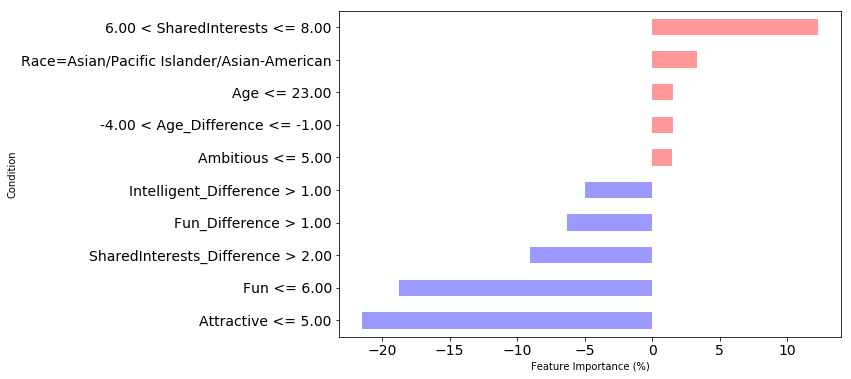 6.00 < SharedInterests <= 8.00
Race=Asian/Pacific Islander/Asian-American
Age <= 23.00
-4.00 < Age_Difference <= -1.00
Ambitious <= 5.00
Intelligent_Difference > 1.00
Fun_Difference > 1.00
SharedInterests_Difference > 2.00
Fun <= 6.00
Attractive <= 5.00
Condition
−20 −15 −10 −5 0 5 10
Feature Importance (%)